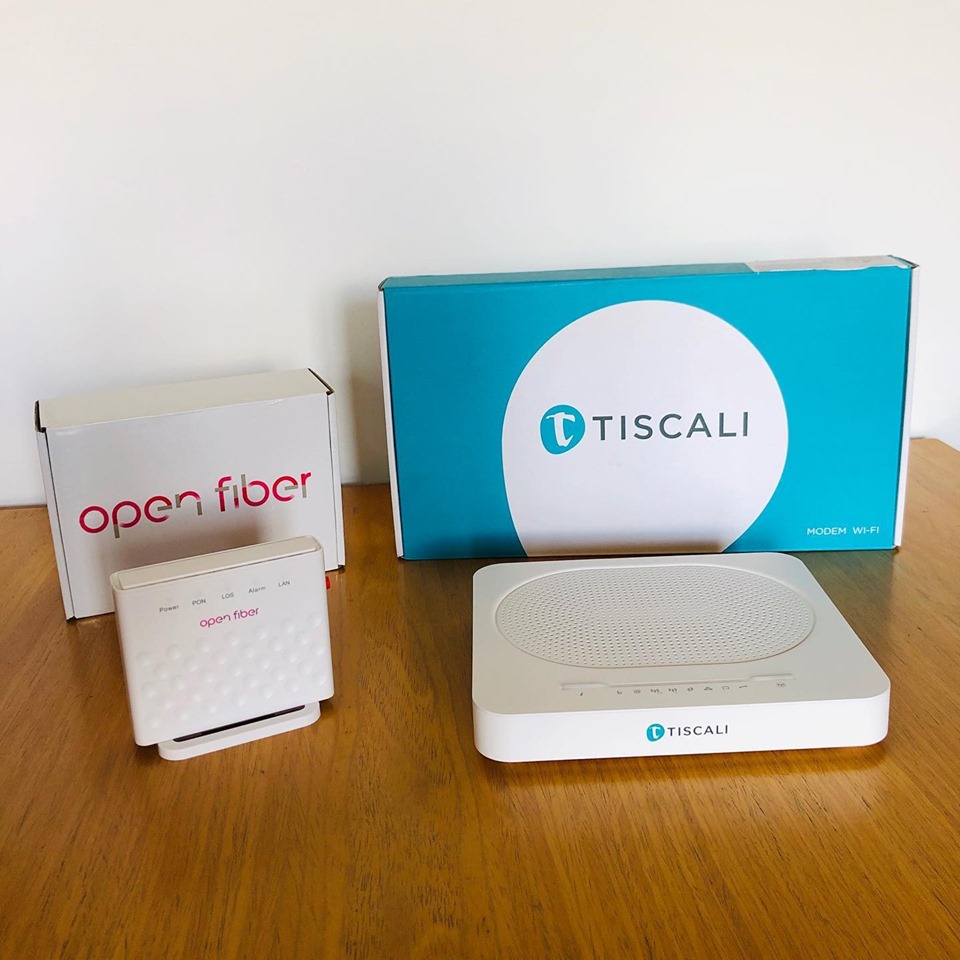 open fiber
TISCALI
MODEM WI-FI
Power PON LOS Alarm LAN
open fiber
TISCALI